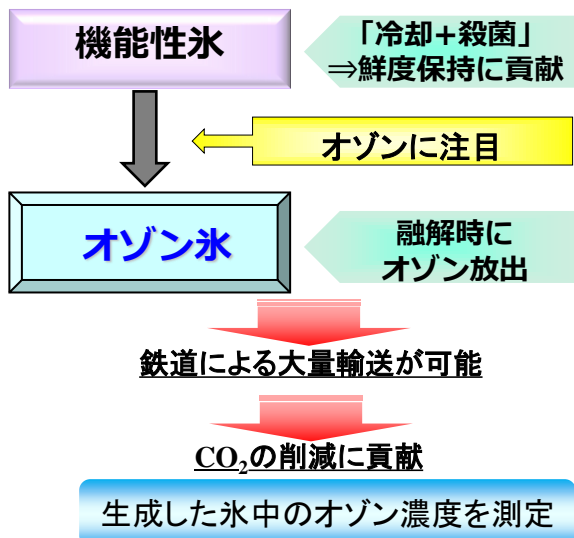 機能性氷
「冷却+殺菌」
⇒鮮度保持に貢献
オゾンに注目
オゾン氷
融解時に
オゾン放出
鉄道による大量輸送が可能
CO₂の削減に貢献
生成した氷中のオゾン濃度を測定